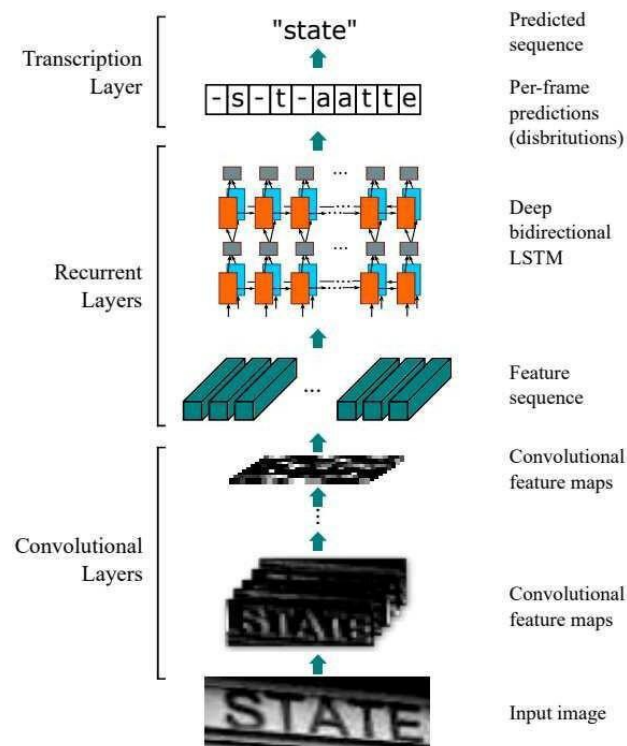 "state"
Predicted
sequence
Transcription
Layer
-s-t-aatte
Per-frame
predictions
(disbritutions)
Recurrent
Layers
...
...
Deep
bidirectional
LSTM
...
Feature
sequence
Convolutional
Layers
Convolutional
feature maps
STATE
Convolutional
feature maps
STATE
Input image